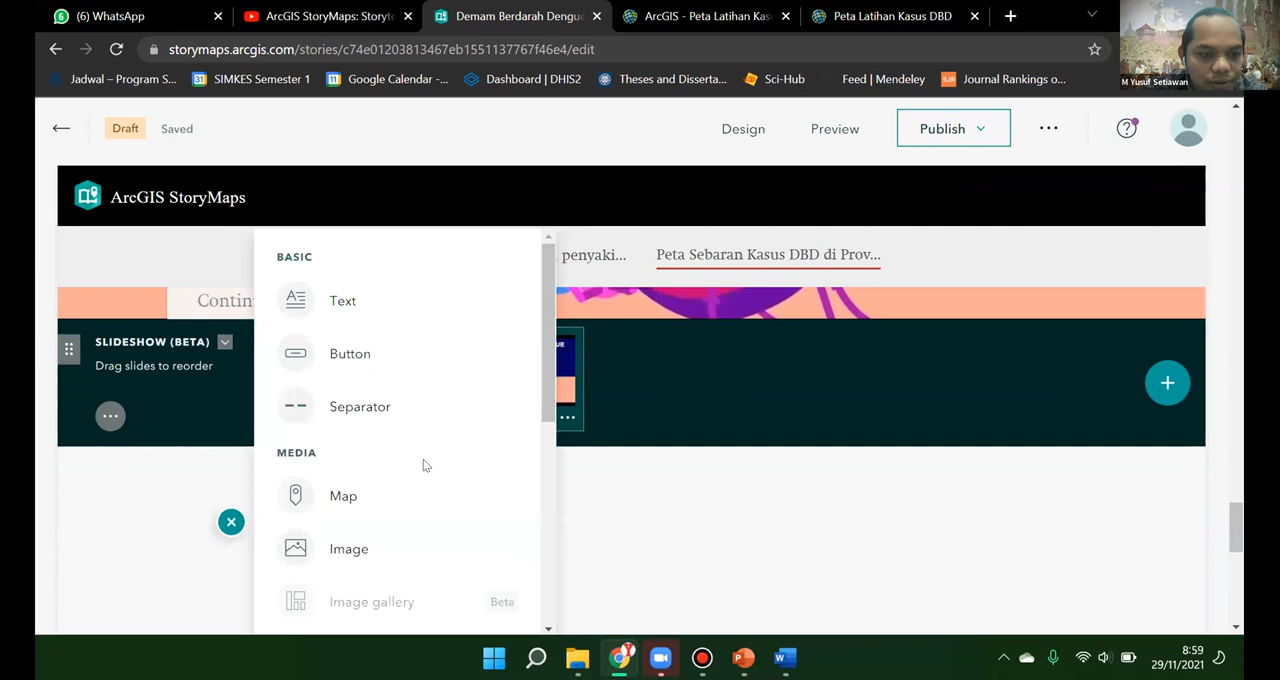 (6) WhatsApp
ArcGIS StoryMaps: Storyte
Demam Berdarah Dengue
ArcGIS - Peta Latihan Kas
Peta Latihan Kasus DBD
storymaps.arcgis.com/stories/c74e01203813467eb1551137767f46e4/edit
M Yusuf Setiawan
Jadwal – Program S...
SIMKES Semester 1
Google Calendar -...
Dashboard | DHIS2
Theses and Disserta...
Sci-Hub
Feed | Mendeley
Journal Rankings o...
Draft
Saved
Design
Preview
Publish
ArcGIS StoryMaps
penyaki...
Peta Sebaran Kasus DBD di Prov...
BASIC
Text
Button
Separator
MEDIA
Map
Image
Image gallery
Beta
Contin
SLIDESHOW (BETA)
Drag slides to reorder
UE
8:59
29/11/2021